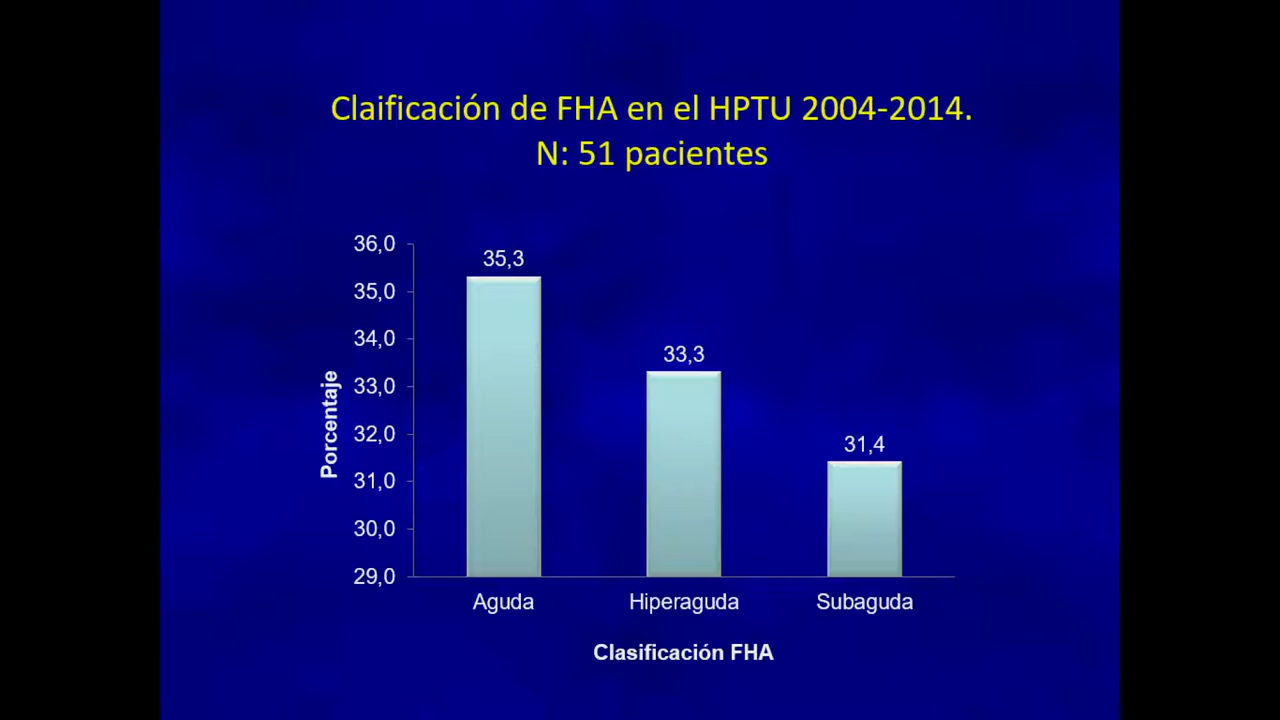 Claificación de FHA en el HPTU 2004-2014.
N: 51 pacientes
36,0
35,0
34,0
33,0
32,0
31,0
30,0
29,0
Porcentaje
35,3
33,3
31,4
Aguda
Hiperaguda
Subaguda
Clasificación FHA